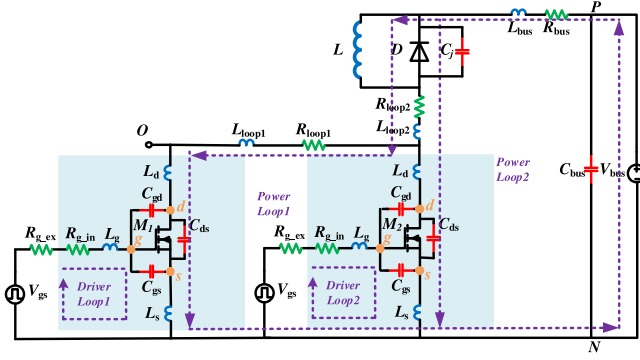 P
L_bus
R_bus
L
D
C_j
R_loop2
L_loop2
O
L_loop1
R_loop1
C_bus
V_bus
L_d
Power
Loop1
L_d
Power
Loop2
C_gd
d
C_gd
d
M_1
C_ds
M_2
C_ds
R_g_ex
R_g_in
L_g
g
R_g_ex
R_g_in
L_g
g
V_gs
Driver
Loop1
C_gs
s
V_gs
Driver
Loop2
C_gs
s
L_s
L_s
N